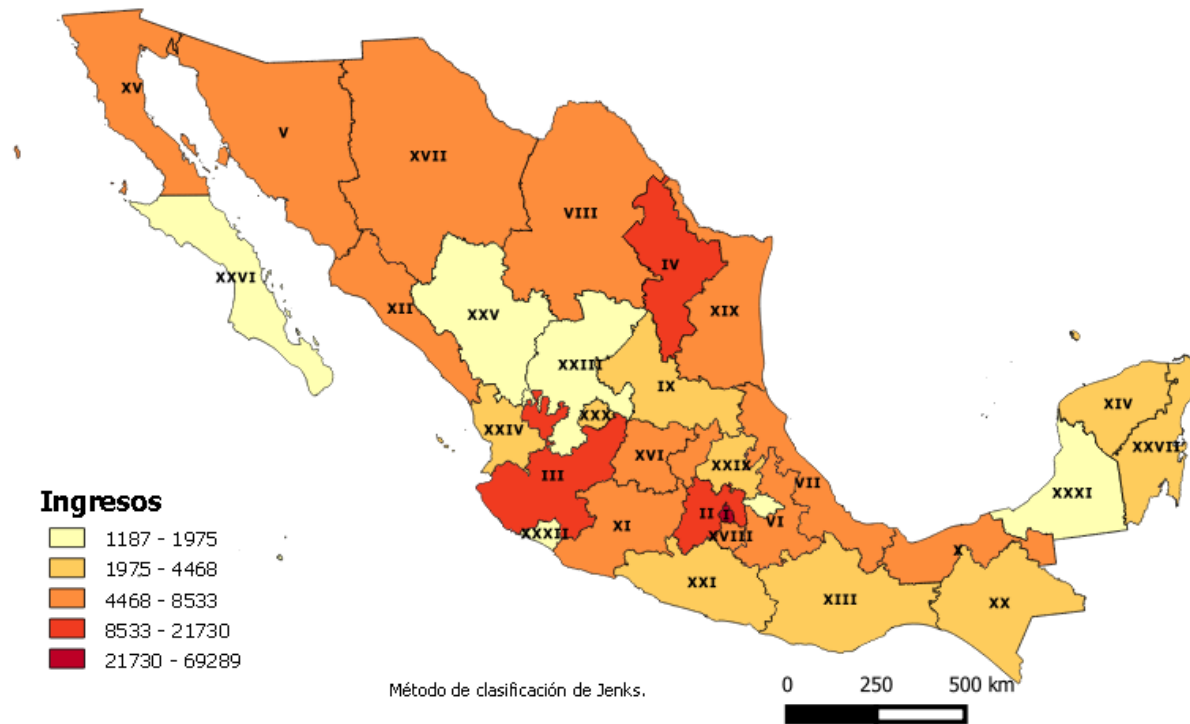 XV
V
XVII
VIII
IV
XXVI
XII
XXV
XIX
XXIII
IX
XXX
XXIV
XIV
XXVII
XVI
XXIX
III
VII
XXXI
II
I
VI
XI
XXXII
XVIII
X
XXI
XIII
XX
Ingresos
1187 - 1975
1975 - 4468
4468 - 8533
8533 - 21730
21730 - 69289
Método de clasificación de Jenks.
0 250 500 km